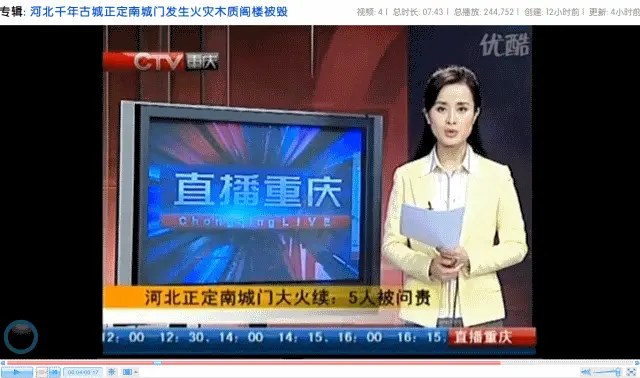 专辑: 河北千年古城正定南城门发生火灾木质阁楼被毁
视频: 4 | 总时长: 07:43 | 总播放: 244,752 | 创建: 12小时前 | 更新: 4小时前
CTV 重庆
优酷
直播重庆
Chongqing LIVE
河北正定南城门大火续: 5人被问责
12: 00 12: 30、14: 00 14: 15、16: 00 16: 15、
直播重庆